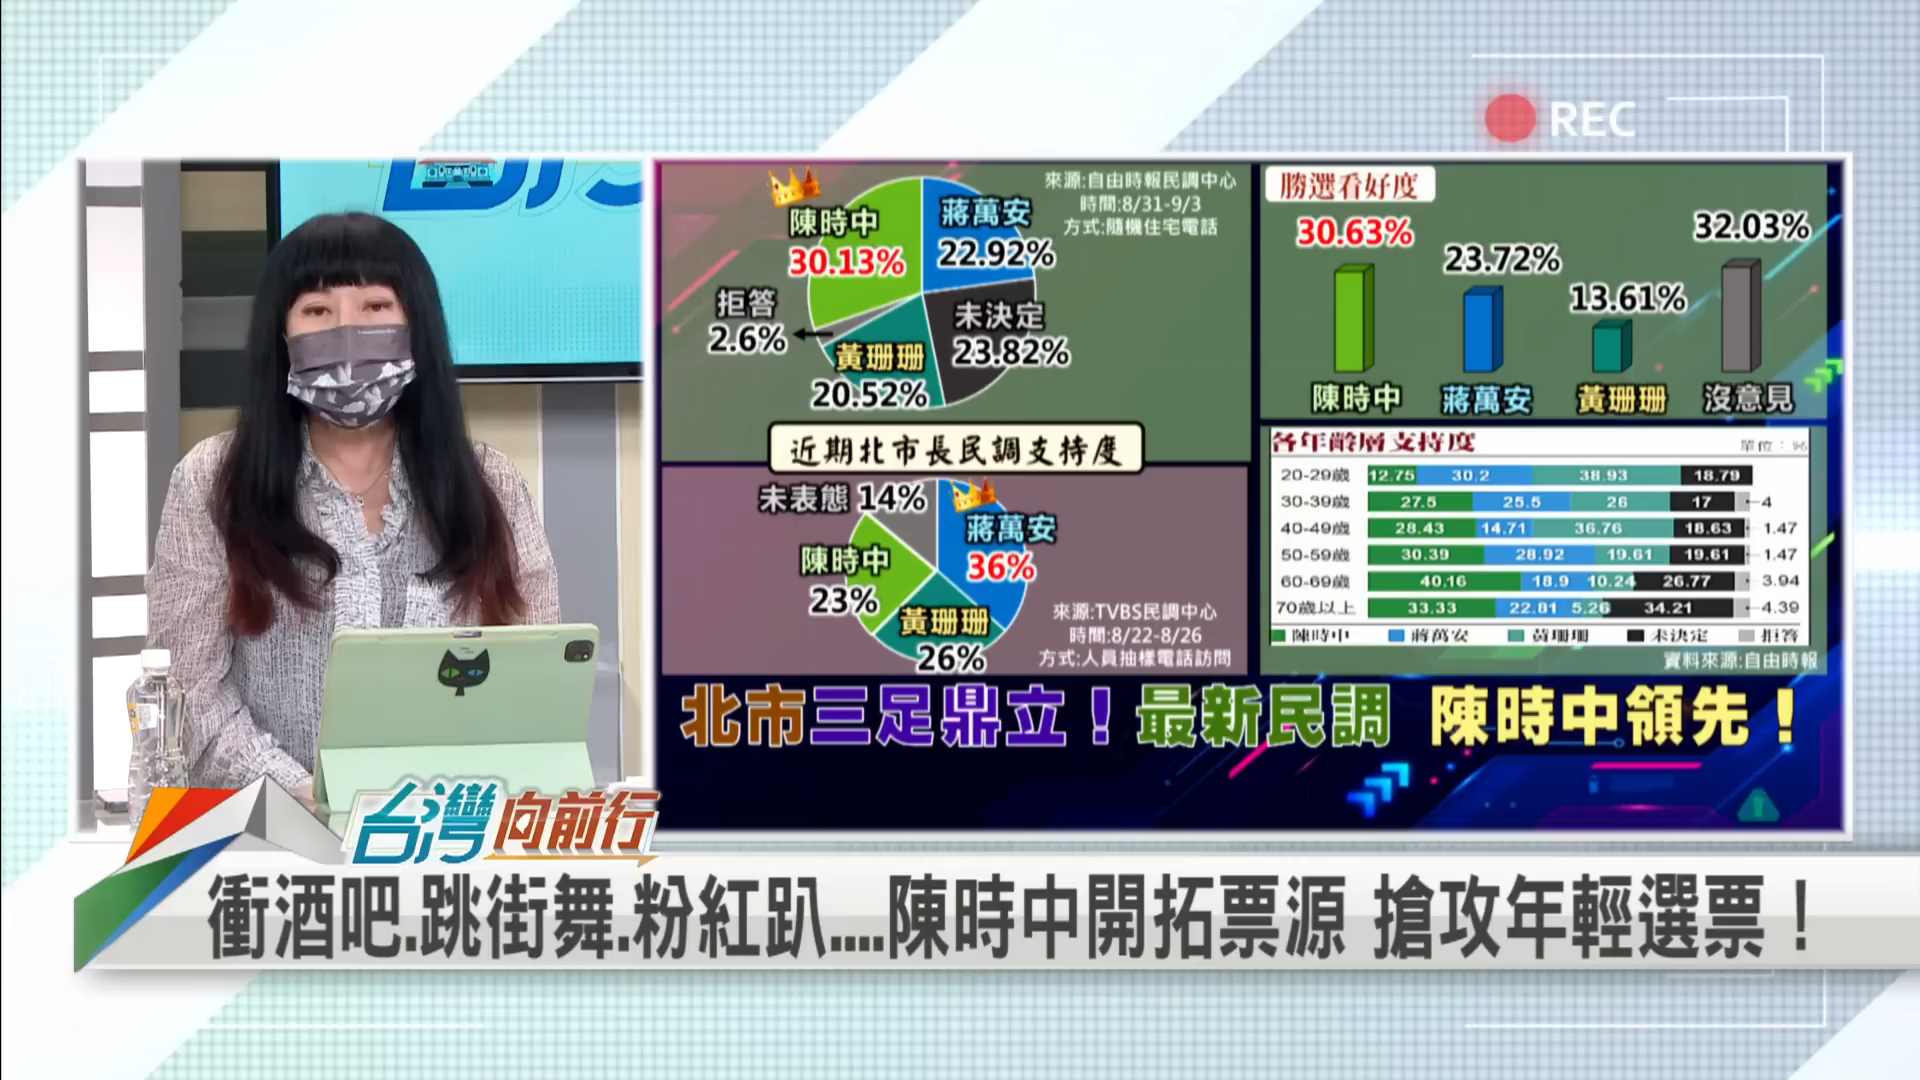 REC
陳時中
30.13%
蔣萬安
22.92%
拒答
2.6%
未決定
23.82%
黃珊珊
20.52%
來源:自由時報民調中心
時間:8/31-9/3
方式:隨機住宅電話
近期北市長民調支持度
未表態 14%
蔣萬安
36%
陳時中
23%
黃珊珊
26%
來源:TVBS民調中心
時間:8/22-8/26
方式:人員抽樣電話訪問
勝選看好度
30.63%
23.72%
13.61%
32.03%
陳時中 蔣萬安 黃珊珊 沒意見
各年齡層支持度 單位：%
20-29歲 12.75 30.2 38.93 18.79
30-39歲 27.5 25.5 26 17 4
40-49歲 28.43 14.71 36.76 18.63 1.47
50-59歲 30.39 28.92 19.61 19.61 1.47
60-69歲 40.16 18.9 10.24 26.77 3.94
70歲以上 33.33 22.81 5.26 34.21 4.39
陳時中 蔣萬安 黃珊珊 未決定 拒答
資料來源:自由時報
北市三足鼎立！最新民調 陳時中領先！
台灣向前行
衝酒吧.跳街舞.粉紅趴....陳時中開拓票源 搶攻年輕選票！